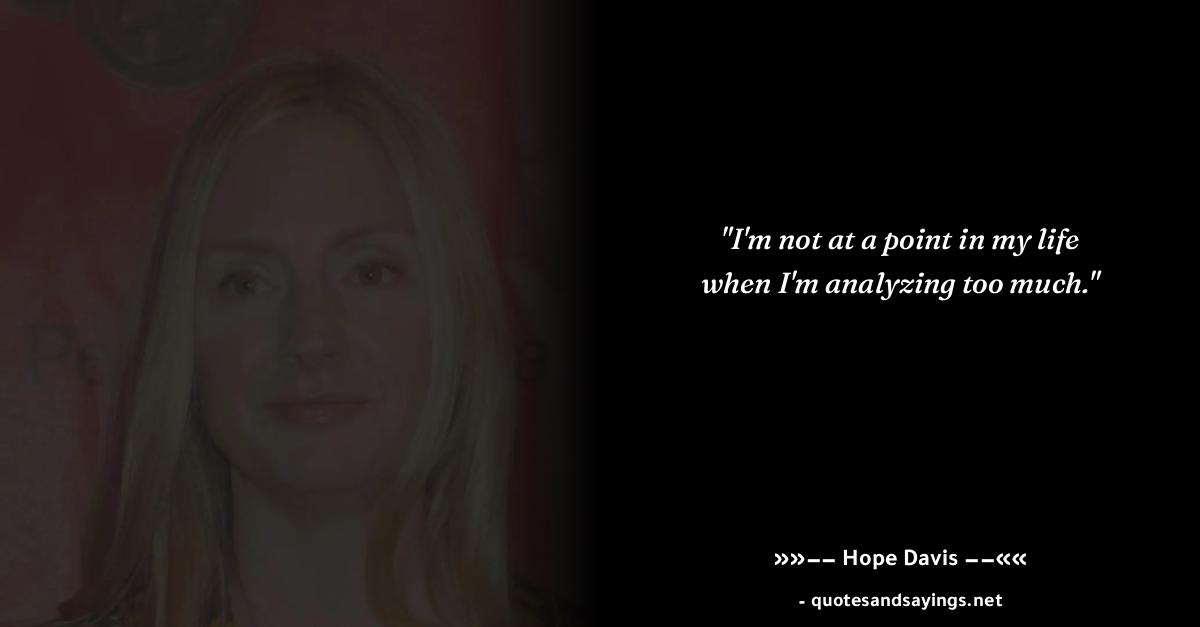 "I'm not at a point in my life
when I'm analyzing too much."
»»–– Hope Davis ––««
- quotesandsayings.net